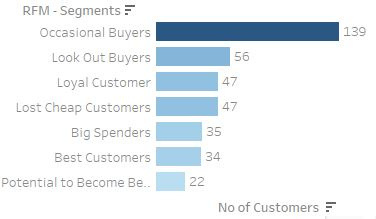 RFM - Segments
Occasional Buyers 139
Look Out Buyers 56
Loyal Customer 47
Lost Cheap Customers 47
Big Spenders 35
Best Customers 34
Potential to Become Be.. 22
No of Customers